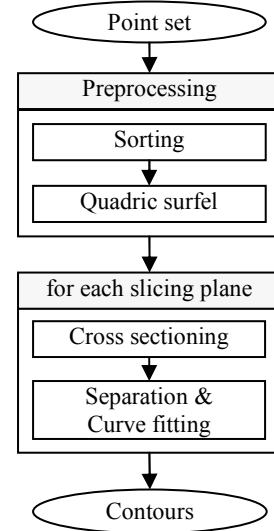 Point set
Preprocessing
Sorting
Quadric surfel
for each slicing plane
Cross sectioning
Separation &
Curve fitting
Contours